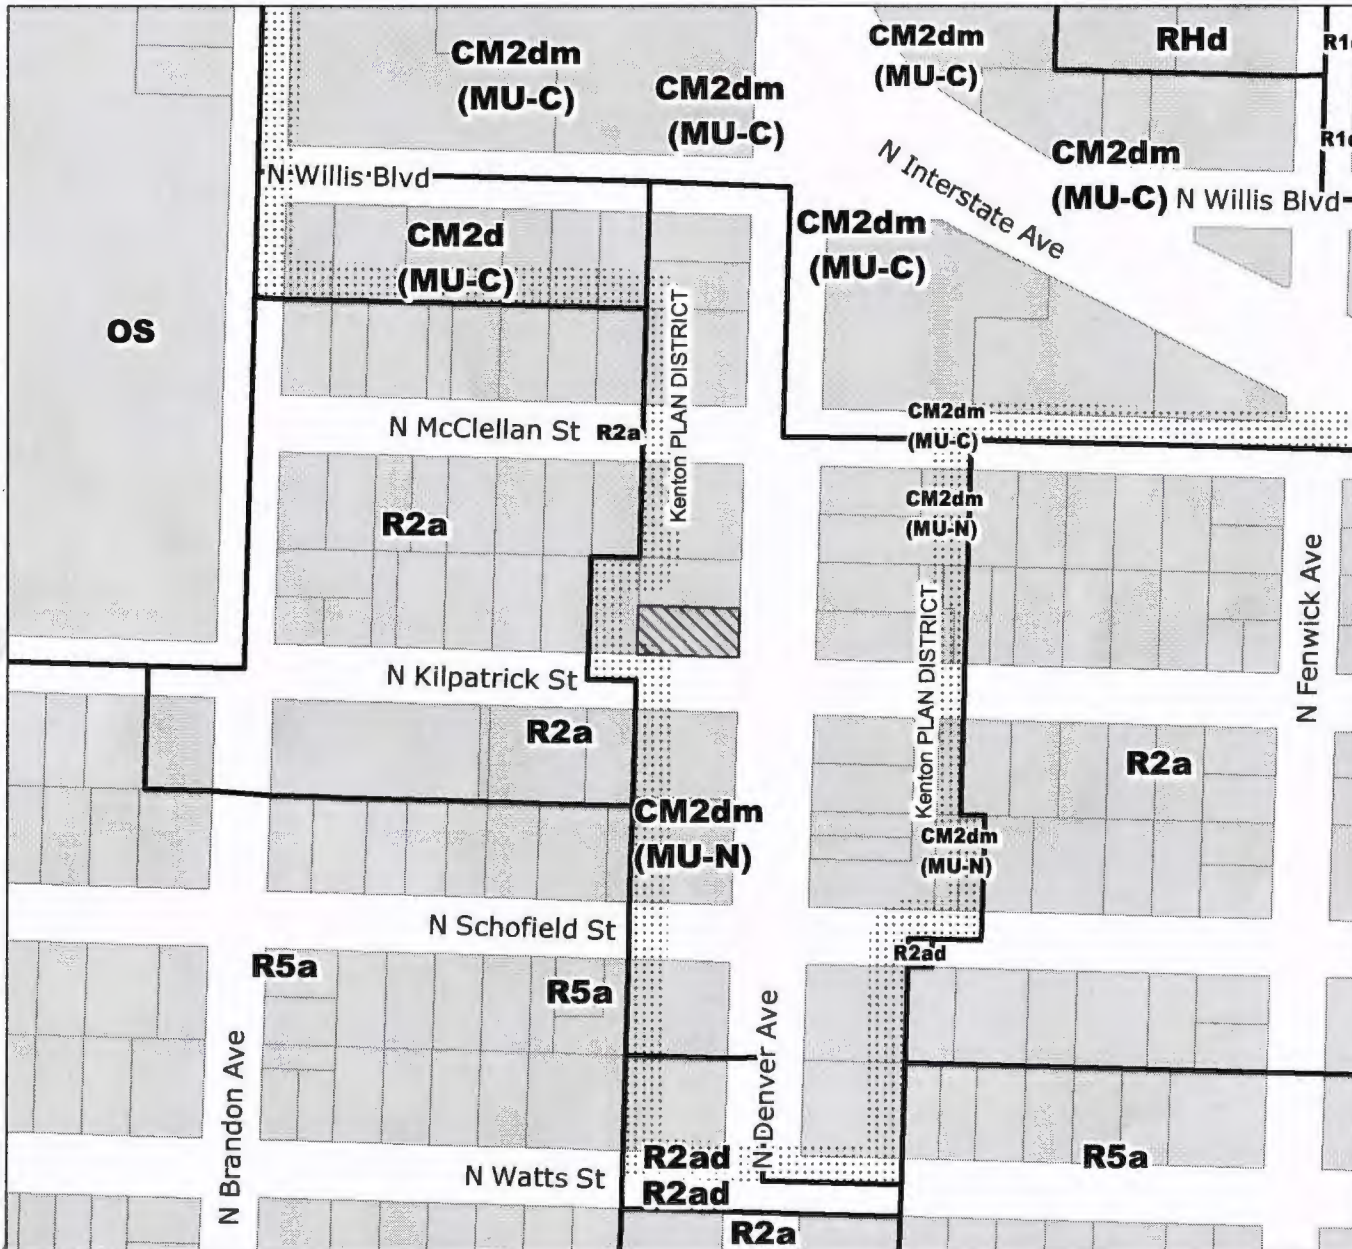 CM2dm
(MU-C)
CM2dm
(MU-C)
CM2dm
(MU-C)
RHd
N Willis Blvd
CM2d
(MU-C)
N Interstate Ave
CM2dm
(MU-C)
N Willis Blvd
CM2dm
(MU-C)
OS
Kenton PLAN DISTRICT
N McClellan St
R2a
CM2dm
(MU-C)
CM2dm
(MU-N)
R2a
N Fenwick Ave
Kenton PLAN DISTRICT
N Kilpatrick St
R2a
R2a
CM2dm
(MU-N)
CM2dm
(MU-N)
N Schofield St
R2ad
R5a
R5a
N Brandon Ave
N Denver Ave
R2ad
R5a
N Watts St
R2ad
R2a